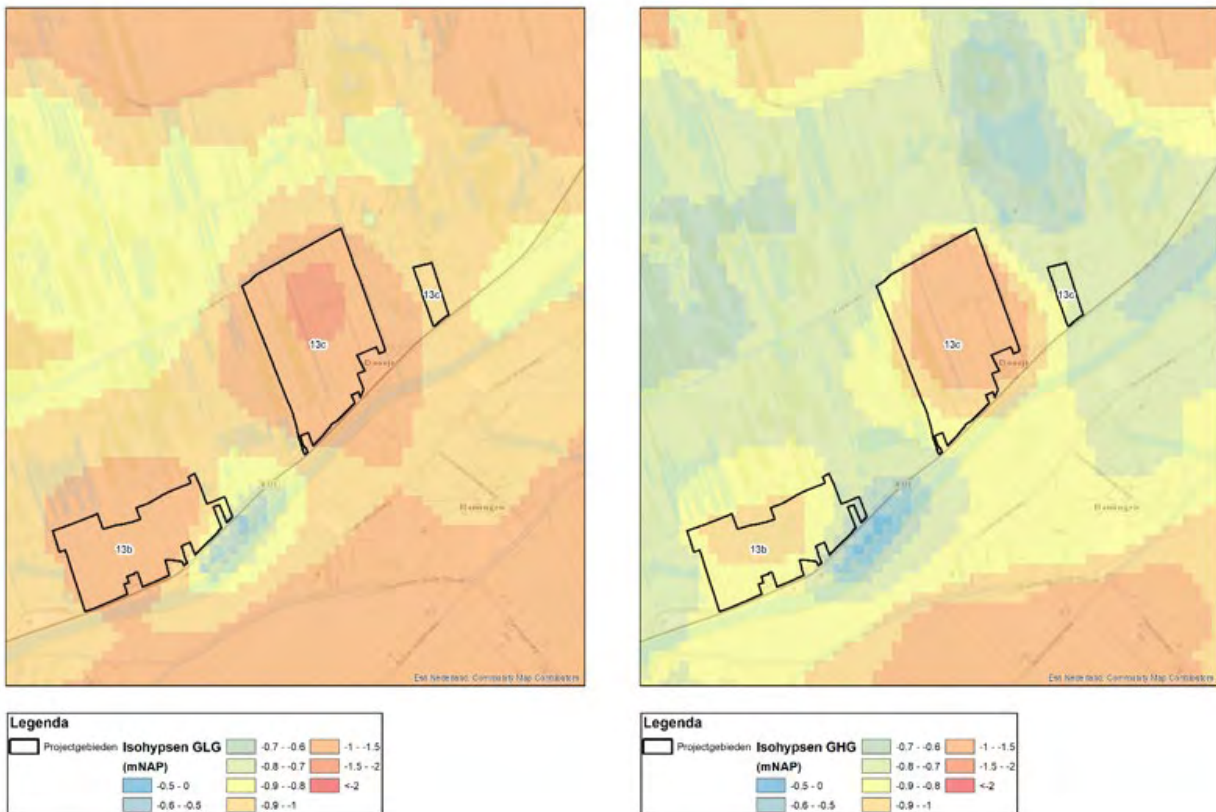 13c
13c
13b
Esri Nederland, Community Map Contributors
13c
13c
13b
Esri Nederland, Community Map Contributors
Legenda
Projectgebieden
Isohypsen GLG
(mNAP)
-0.5 - 0
-0.6 - -0.5
-0.7 - -0.6
-0.8 - -0.7
-0.9 - -0.8
-0.9 - -1
-1 - -1.5
-1.5 - -2
<-2
Legenda
Projectgebieden
Isohypsen GHG
(mNAP)
-0.5 - 0
-0.6 - -0.5
-0.7 - -0.6
-0.8 - -0.7
-0.9 - -0.8
-0.9 - -1
-1 - -1.5
-1.5 - -2
<-2